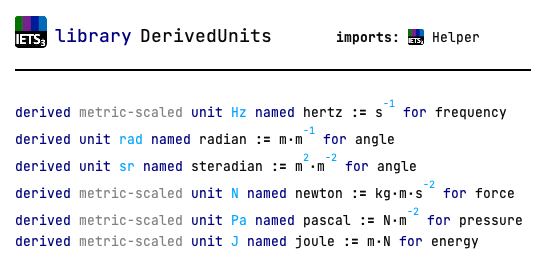 IETS3 library DerivedUnits imports: IETS3 Helper
derived metric-scaled unit Hz named hertz := s⁻¹ for frequency
derived unit rad named radian := m·m⁻¹ for angle
derived unit sr named steradian := m²·m⁻² for angle
derived metric-scaled unit N named newton := kg·m·s⁻² for force
derived metric-scaled unit Pa named pascal := N·m⁻² for pressure
derived metric-scaled unit J named joule := m·N for energy